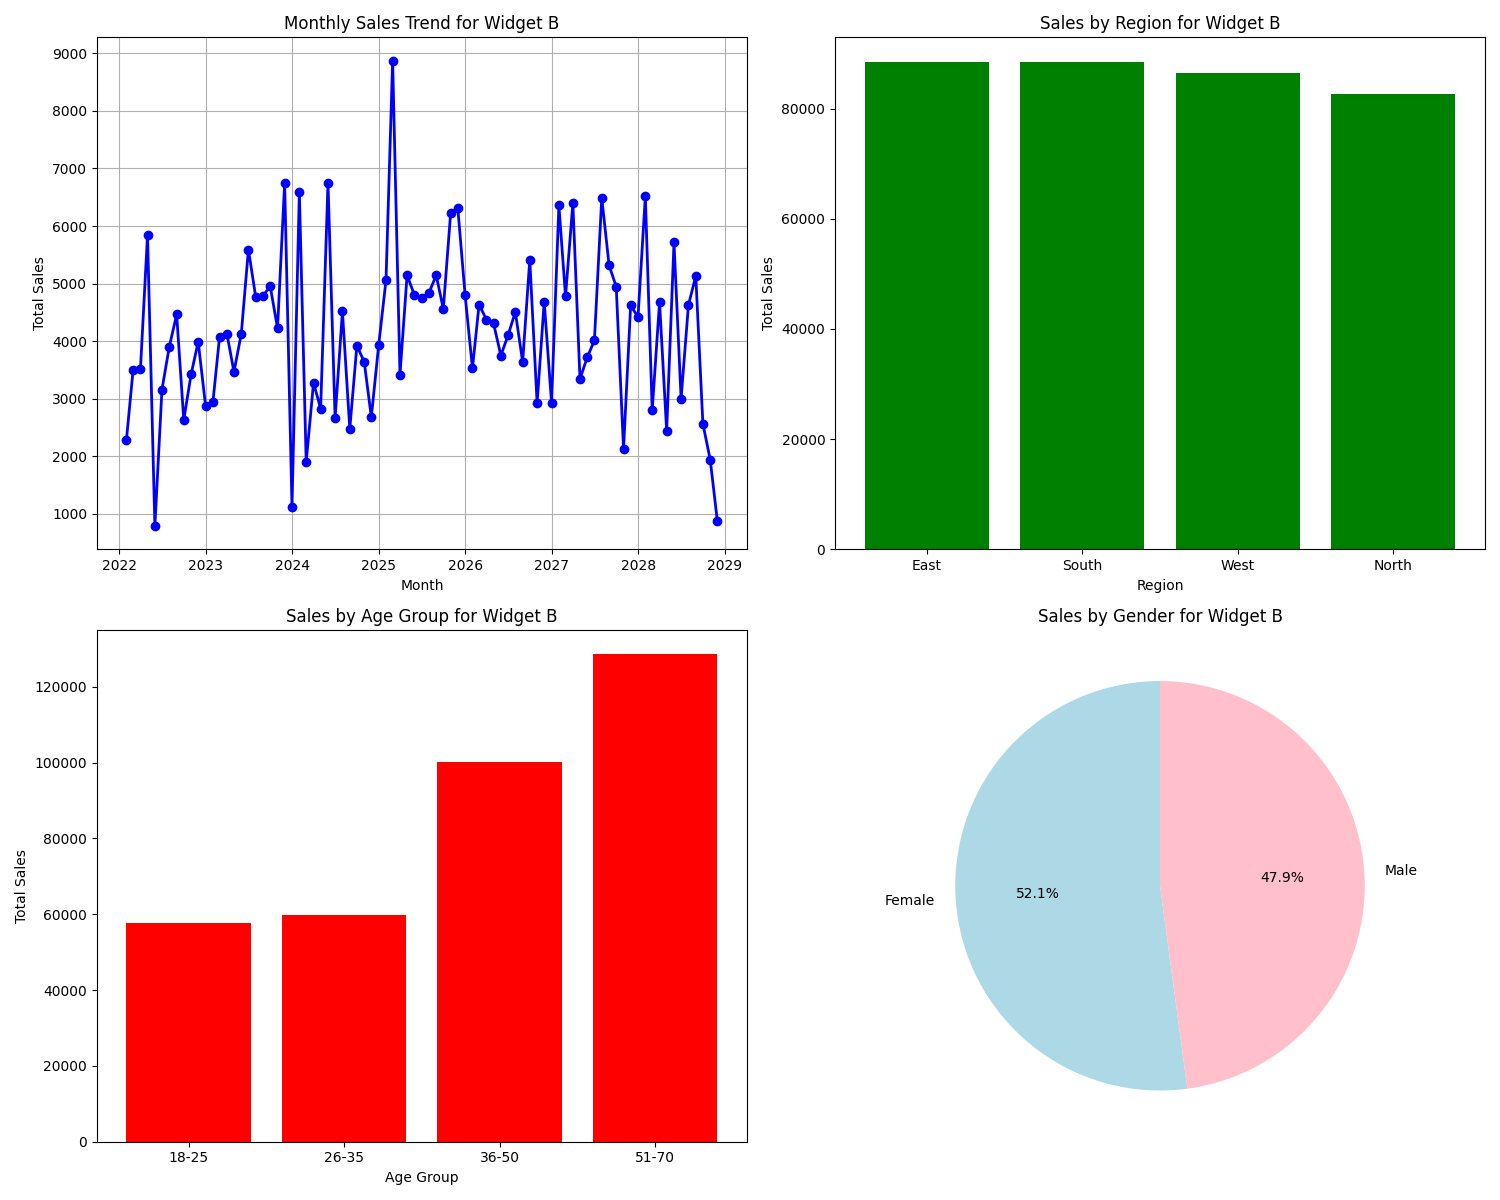 Monthly Sales Trend for Widget B
9000
8000
7000
6000
5000
4000
3000
2000
1000
Total Sales
2022 2023 2024 2025 2026 2027 2028 2029
Month
Sales by Region for Widget B
80000
60000
40000
20000
0
Total Sales
East South West North
Region
Sales by Age Group for Widget B
120000
100000
80000
60000
40000
20000
0
Total Sales
18-25 26-35 36-50 51-70
Age Group
Sales by Gender for Widget B
47.9% Male
Female 52.1%